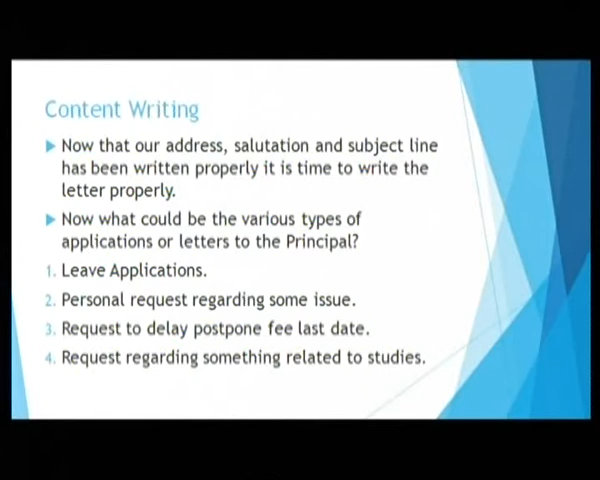 Content Writing
Now that our address, salutation and subject line
has been written properly it is time to write the
letter properly.
Now what could be the various types of
applications or letters to the Principal?
1. Leave Applications.
2. Personal request regarding some issue.
3. Request to delay postpone fee last date.
4. Request regarding something related to studies.